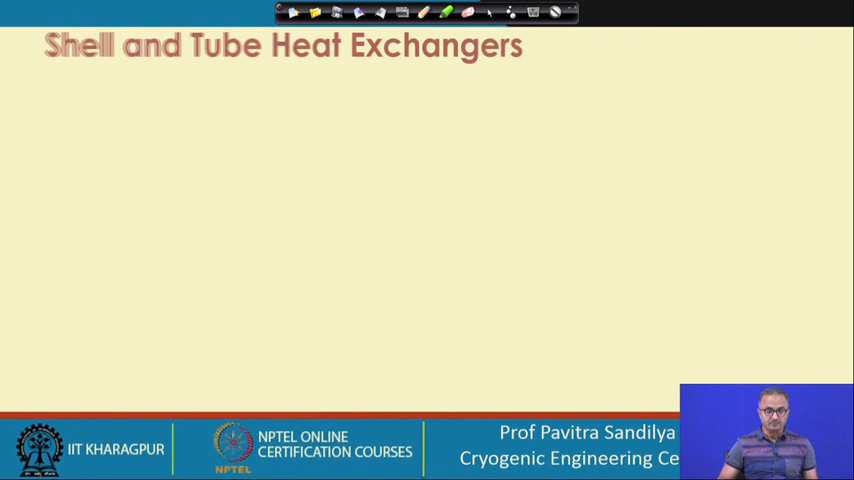 Shell and Tube Heat Exchangers
IIT KHARAGPUR
NPTEL
NPTEL ONLINE
CERTIFICATION COURSES
Prof Pavitra Sandilya
Cryogenic Engineering Ce